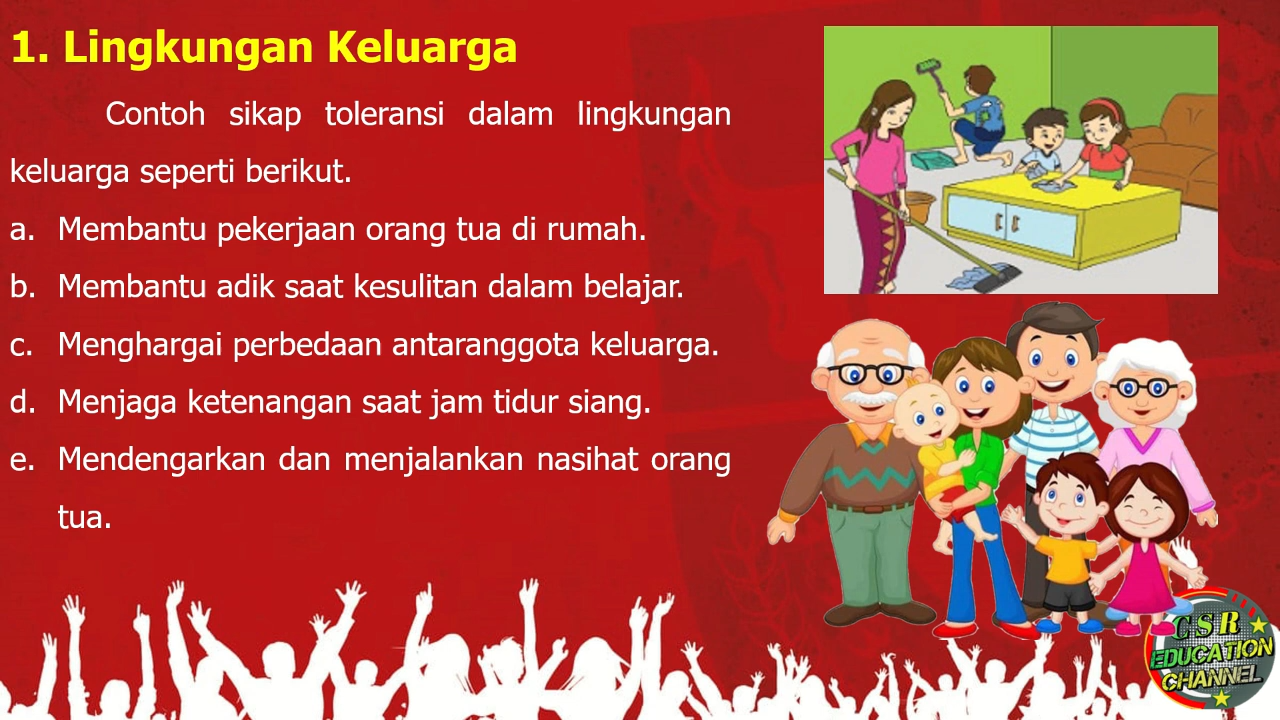 1. Lingkungan Keluarga
Contoh sikap toleransi dalam lingkungan
keluarga seperti berikut.
a. Membantu pekerjaan orang tua di rumah.
b. Membantu adik saat kesulitan dalam belajar.
c. Menghargai perbedaan antaranggota keluarga.
d. Menjaga ketenangan saat jam tidur siang.
e. Mendengarkan dan menjalankan nasihat orang
tua.
CSR
EDUCATION
CHANNEL